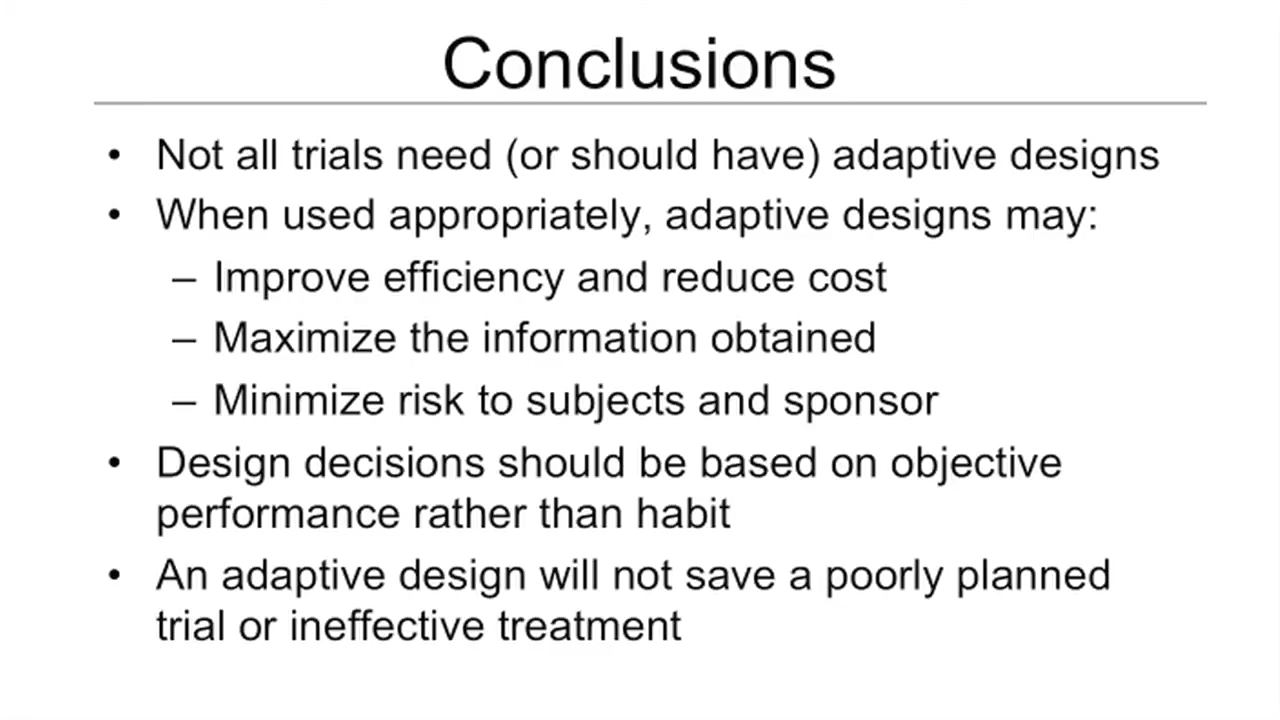 Conclusions
• Not all trials need (or should have) adaptive designs
• When used appropriately, adaptive designs may:
– Improve efficiency and reduce cost
– Maximize the information obtained
– Minimize risk to subjects and sponsor
• Design decisions should be based on objective
performance rather than habit
• An adaptive design will not save a poorly planned
trial or ineffective treatment